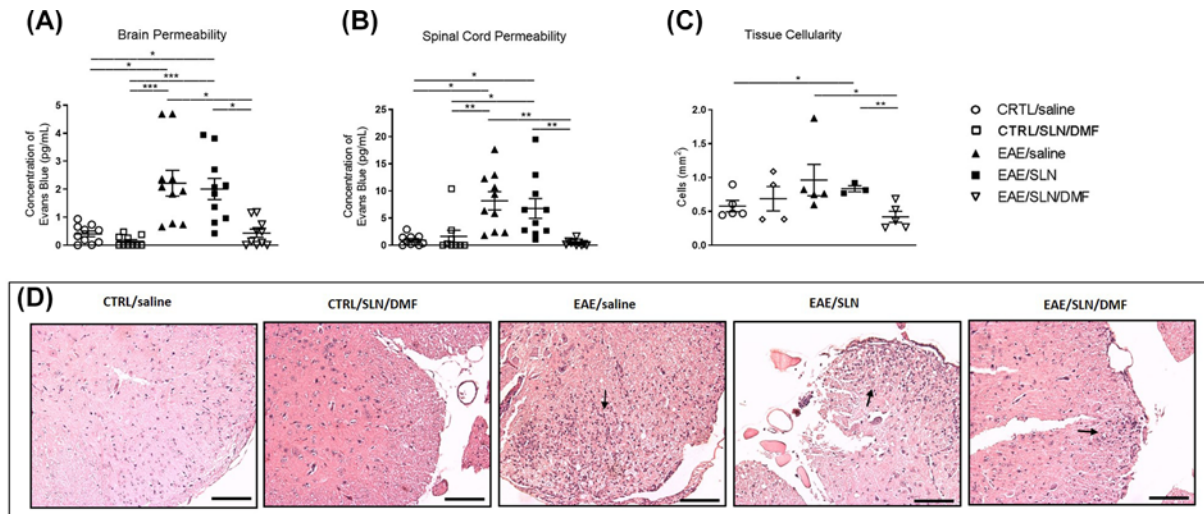 (A)
Brain Permeability
*
*
***
***
*
*
Concentration of
Evans Blue (pg/mL)
5
4
3
2
1
0
(B)
Spinal Cord Permeability
*
*
*
**
**
**
Concentration of
Evans Blue (pg/mL)
25
20
15
10
5
0
(C)
Tissue Cellularity
*
*
**
Cells (mm²)
2.0
1.5
1.0
0.5
0.0
CRTL/saline
CTRL/SLN/DMF
EAE/saline
EAE/SLN
EAE/SLN/DMF
(D)
CTRL/saline
CTRL/SLN/DMF
EAE/saline
EAE/SLN
EAE/SLN/DMF